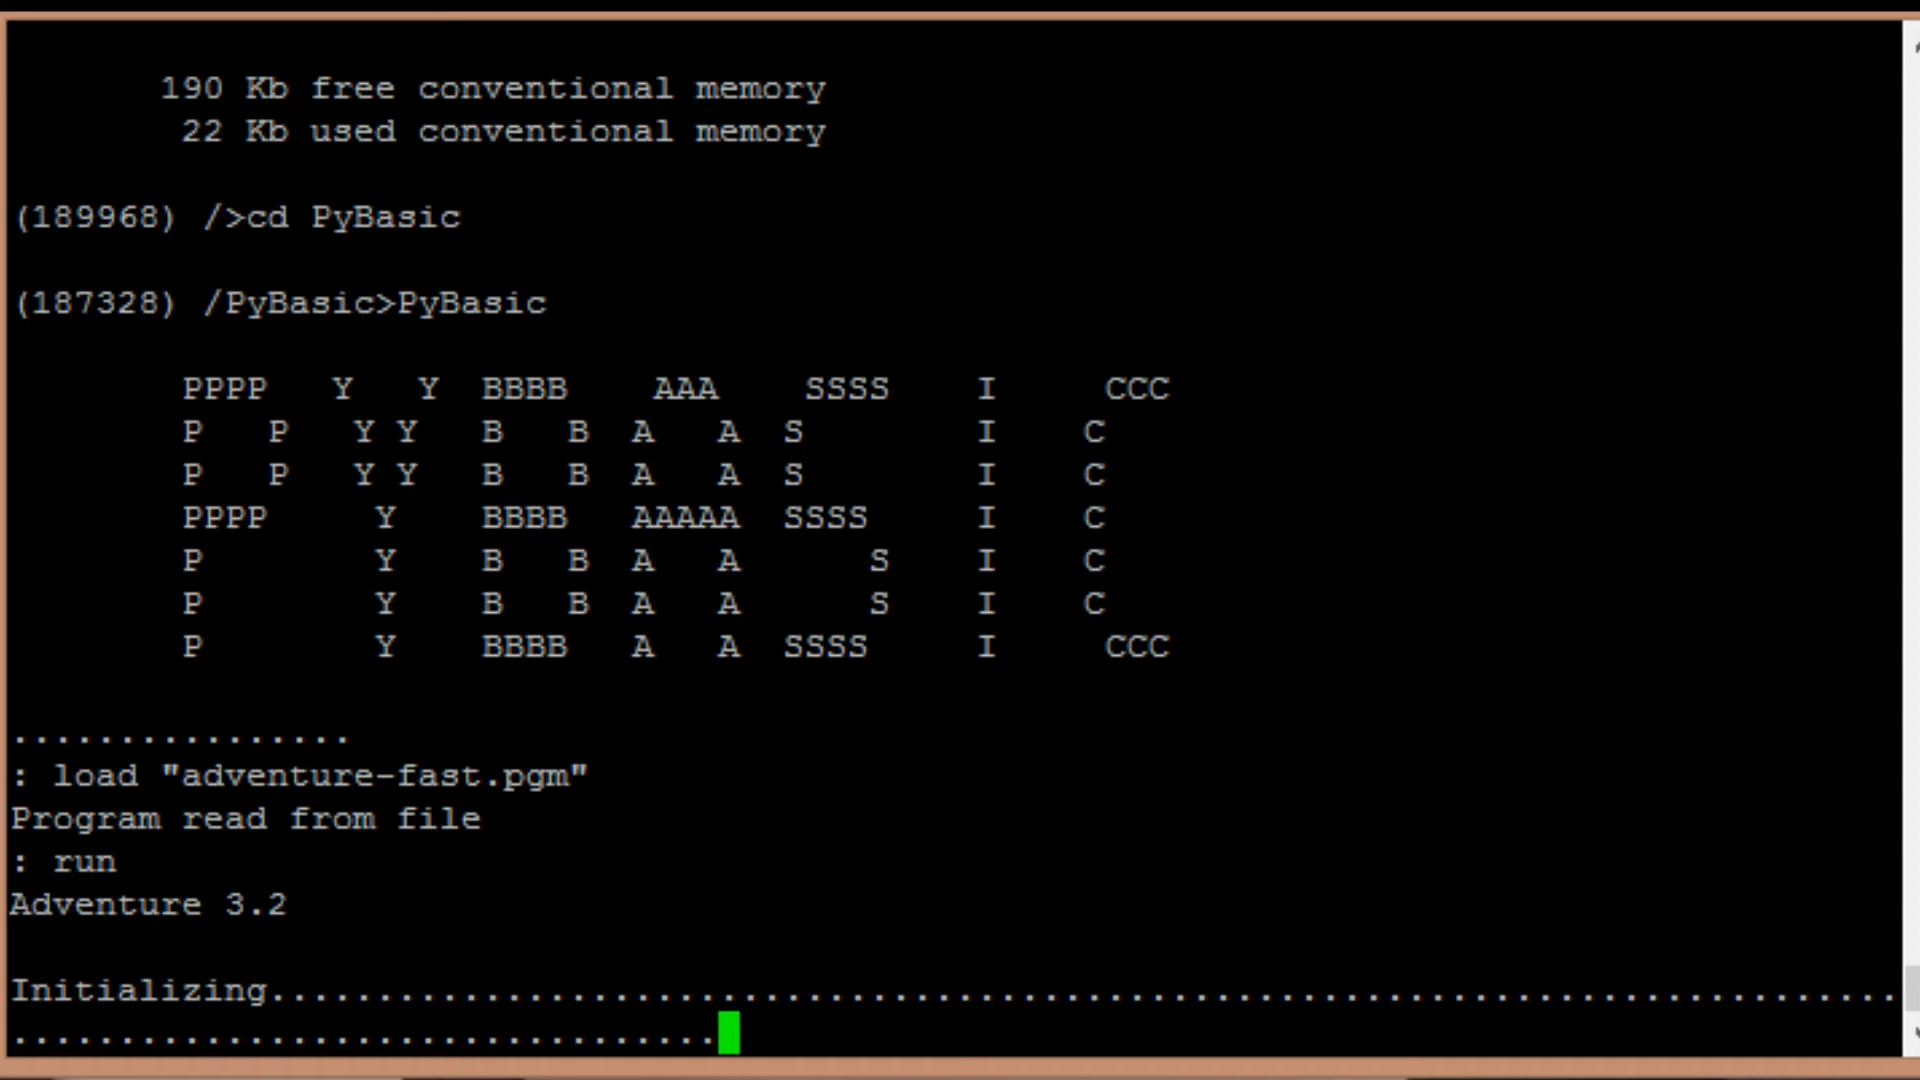 190 Kb free conventional memory
22 Kb used conventional memory
(189968) />cd PyBasic
(187328) /PyBasic>PyBasic
       PPPP   Y   Y  BBBB    AAA    SSSS    I     CCC
       P   P   Y Y   B   B  A   A  S        I    C
       P   P   Y Y   B   B  A   A  S        I    C
       PPPP     Y    BBBB   AAAAA  SSSS     I    C
       P        Y    B   B  A   A      S    I    C
       P        Y    B   B  A   A      S    I    C
       P        Y    BBBB   A   A  SSSS     I     CCC
................
: load "adventure-fast.pgm"
Program read from file
: run
Adventure 3.2
Initializing............................................................................
.................................